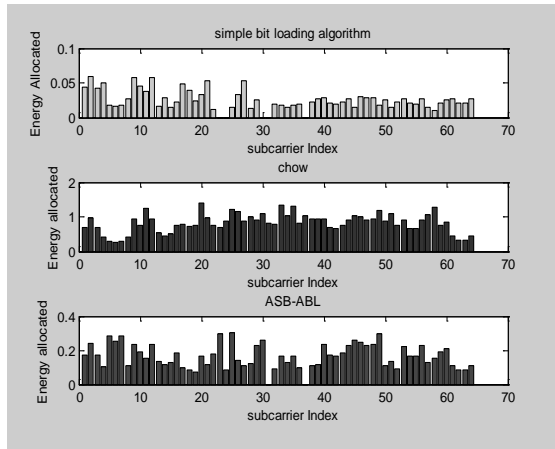 simple bit loading algorithm
Energy Allocated
0.1
0.05
0
0 10 20 30 40 50 60 70
subcarrier Index
chow
Energy allocated
2
1
0
0 10 20 30 40 50 60 70
subcarrier Index
ASB-ABL
Energy allocated
0.4
0.2
0
0 10 20 30 40 50 60 70
subcarrier Index